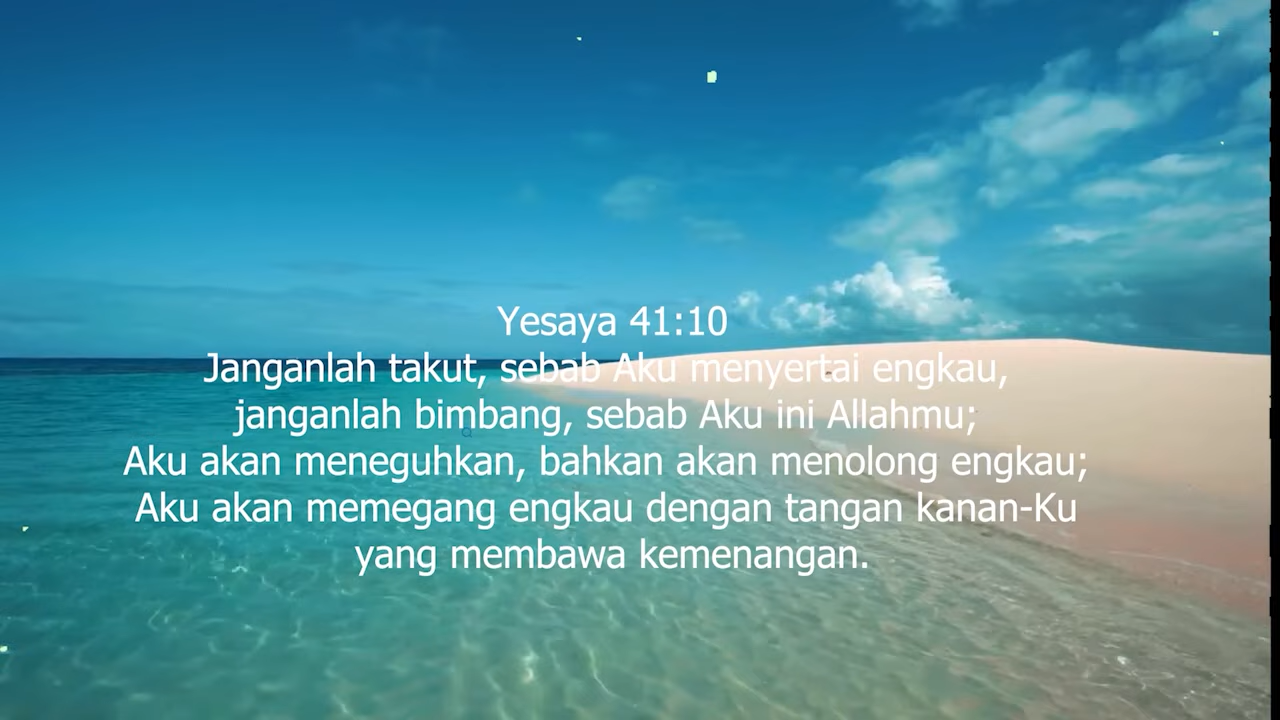 Yesaya 41:10
Janganlah takut, sebab Aku menyertai engkau,
janganlah bimbang, sebab Aku ini Allahmu;
Aku akan meneguhkan, bahkan akan menolong engkau;
Aku akan memegang engkau dengan tangan kanan-Ku
yang membawa kemenangan.